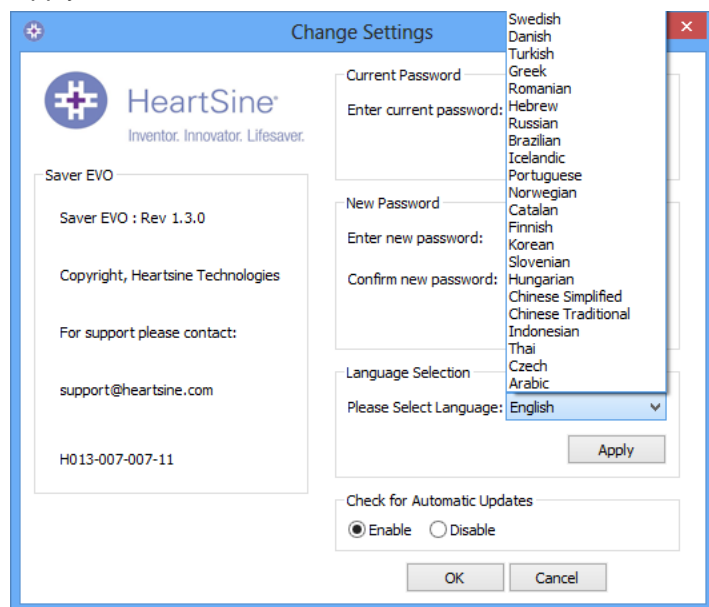 Change Settings
HeartSine
Inventor. Innovator. Lifesaver.
Saver EVO
Saver EVO : Rev 1.3.0
Copyright, Heartsine Technologies
For support please contact:
support@heartsine.com
H013-007-007-11
Current Password
Enter current password:
New Password
Enter new password:
Confirm new password:
Swedish
Danish
Turkish
Greek
Romanian
Hebrew
Russian
Brazilian
Icelandic
Portuguese
Norwegian
Catalan
Finnish
Korean
Slovenian
Hungarian
Chinese Simplified
Chinese Traditional
Indonesian
Thai
Czech
Arabic
Language Selection
Please Select Language: English
Apply
Check for Automatic Updates
Enable Disable
OK Cancel